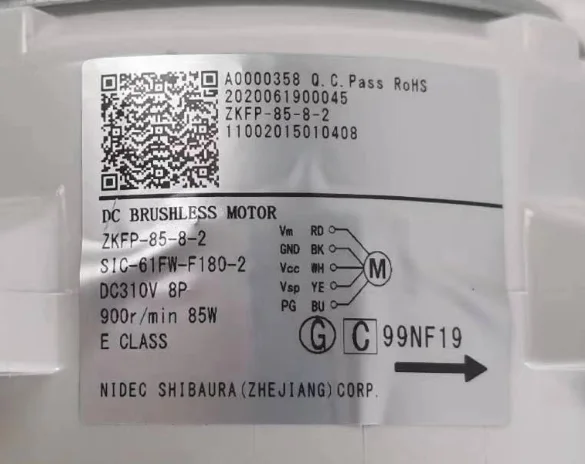 A0000358 Q.C.Pass RoHS
2020061900045
ZKFP-85-8-2
11002015010408
DC BRUSHLESS MOTOR
ZKFP-85-8-2
SIC-61FW-F180-2
DC310V 8P
900r/min 85W
E CLASS
Vm RD
GND BK
Vcc WH
Vsp YE
PG BU
M
G C 99NF19
NIDEC SHIBAURA(ZHEJIANG)CORP.